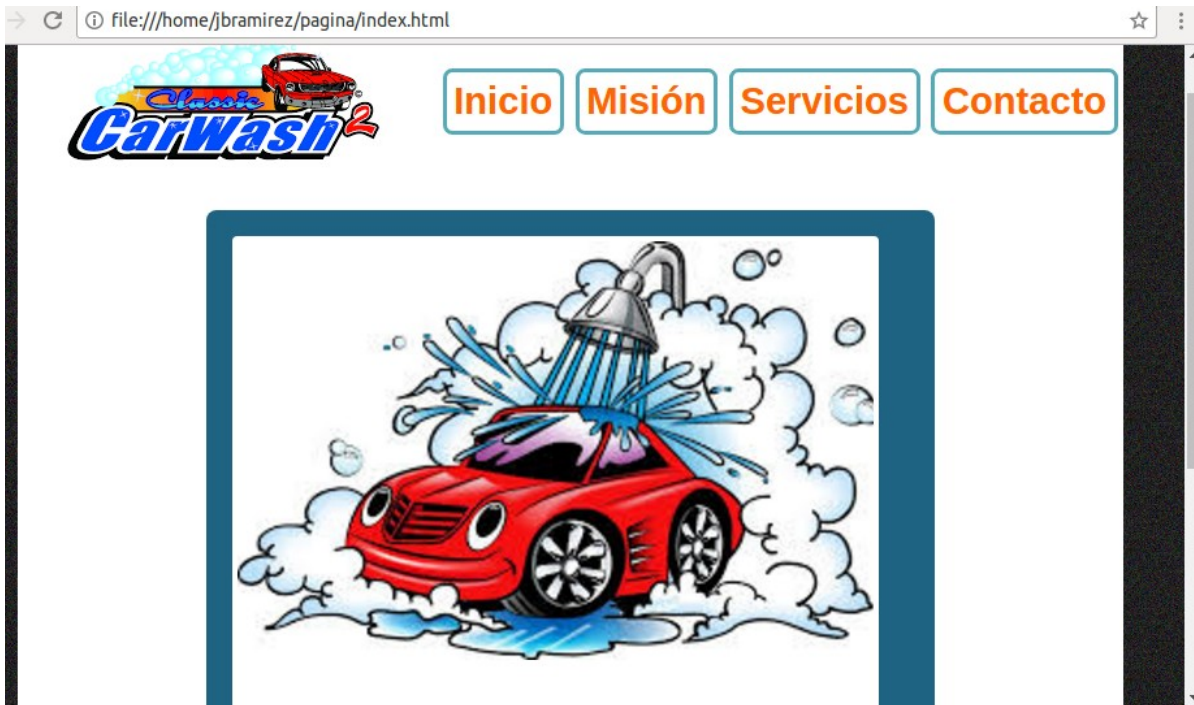 file:///home/jbramirez/pagina/index.html
Classic
CarWash 2
Inicio Misión Servicios Contacto